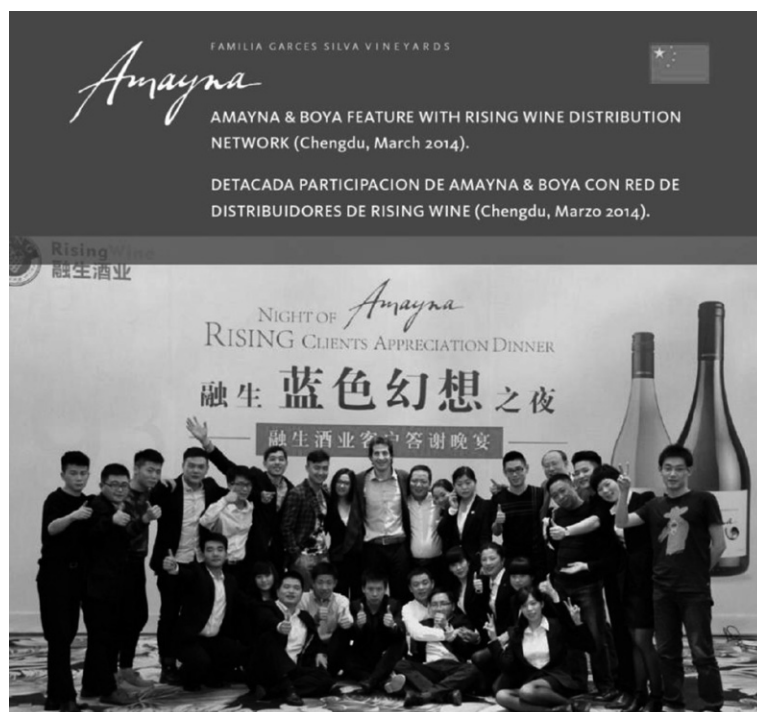 FAMILIA GARCES SILVA VINEYARDS
Amayna
AMAYNA & BOYA FEATURE WITH RISING WINE DISTRIBUTION
NETWORK (Chengdu, March 2014).
DETACADA PARTICIPACION DE AMAYNA & BOYA CON RED DE
DISTRIBUIDORES DE RISING WINE (Chengdu, Marzo 2014).
RisingWine
融生酒业
NIGHT OF Amayna
RISING CLIENTS APPRECIATION DINNER
融生 蓝色幻想 之夜
融生酒业客户答谢晚宴